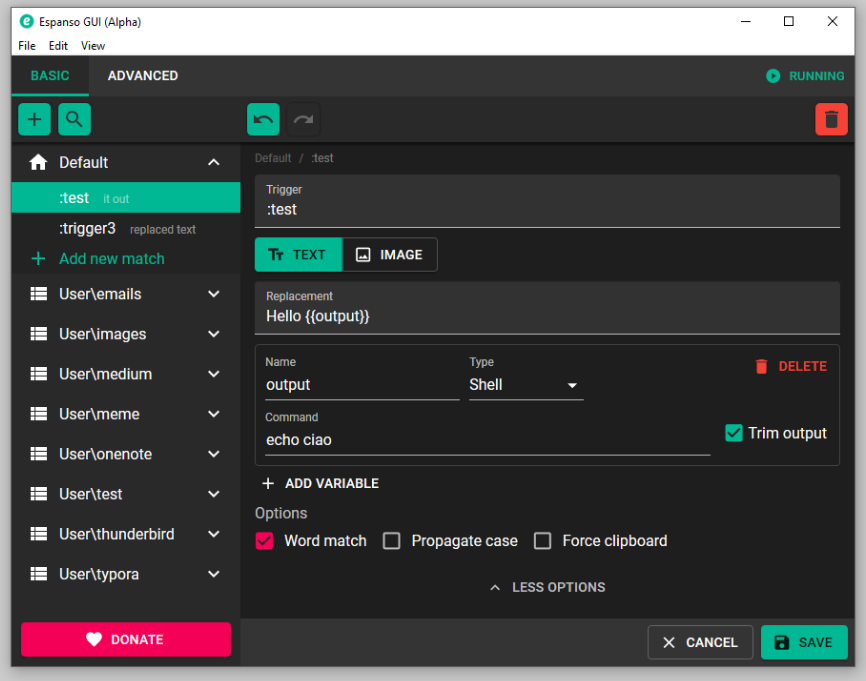 Espanso GUI (Alpha)
File Edit View
BASIC ADVANCED RUNNING
Default
:test it out
:trigger3 replaced text
Add new match
User\emails
User\images
User\medium
User\meme
User\onenote
User\test
User\thunderbird
User\typora
DONATE
Default / :test
Trigger
:test
TEXT IMAGE
Replacement
Hello {{output}}
Name Type
output Shell DELETE
Command
echo ciao Trim output
ADD VARIABLE
Options
Word match Propagate case Force clipboard
LESS OPTIONS
CANCEL SAVE